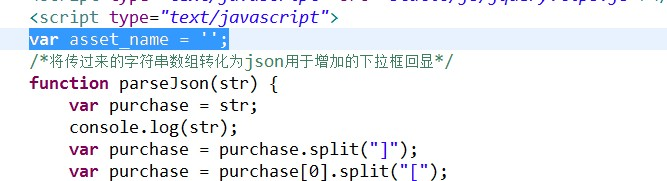 <script type="text/javascript">
var asset_name = '';
/*将传过来的字符串数组转化为json用于增加的下拉框回显*/
function parseJson(str) {
var purchase = str;
console.log(str);
var purchase = purchase.split("]");
var purchase = purchase[0].split("[");